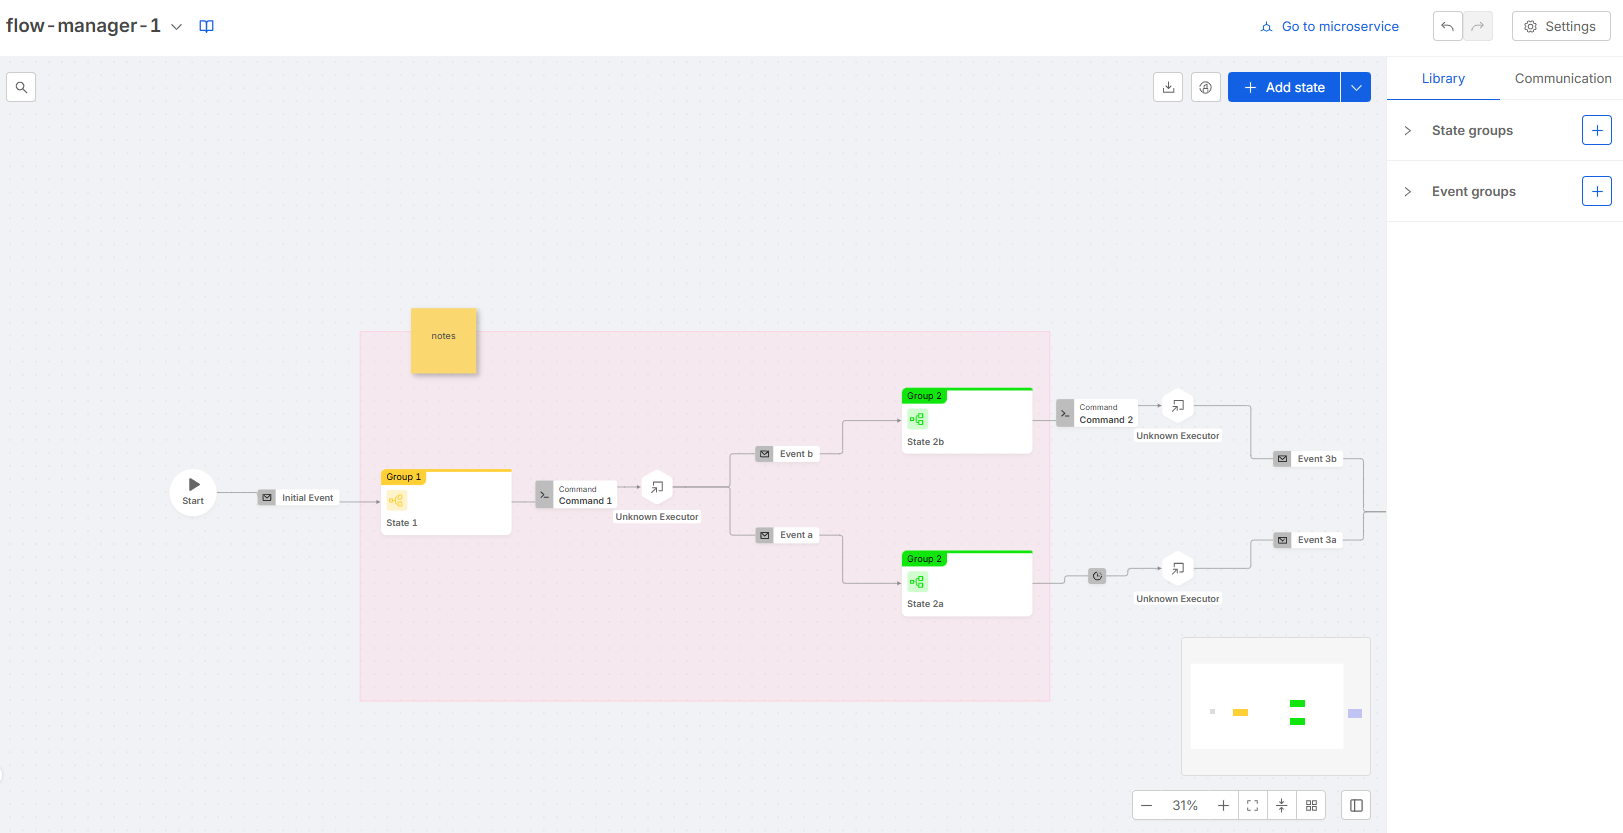 flow-manager-1
Go to microservice
Settings
Add state
Library
Communication
State groups
Event groups
notes
Start
Initial Event
Group 1
State 1
Command
Command 1
Unknown Executor
Event b
Event a
Group 2
State 2b
Group 2
State 2a
Command
Command 2
Unknown Executor
Unknown Executor
Event 3b
Event 3a
31%